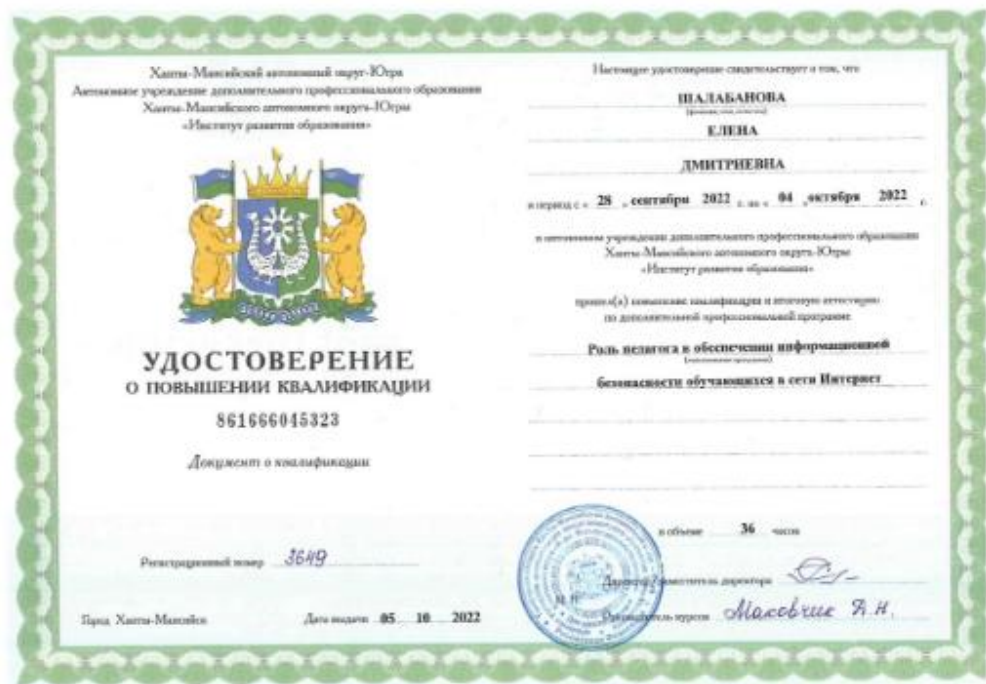 Ханты-Мансийский автономный округ-Югра
Автономное учреждение дополнительного профессионального образования
Ханты-Мансийского автономного округа-Югры
«Институт развития образования»
УДОСТОВЕРЕНИЕ
О ПОВЫШЕНИИ КВАЛИФИКАЦИИ
861666045323
Документ о квалификации
Регистрационный номер 3649
Город Ханты-Мансийск Дата выдачи 05 10 2022
Настоящее удостоверение свидетельствует о том, что
ШАЛАБАНОВА
ЕЛЕНА
ДМИТРИЕВНА
в период с « 28 » сентября 2022 г. по « 04 » октября 2022 г.
в автономном учреждении дополнительного профессионального образования
Ханты-Мансийского автономного округа-Югры
«Институт развития образования»
прошел(а) повышение квалификации и итоговую аттестацию
по дополнительной профессиональной программе
Роль педагога в обеспечении информационной
(наименование программы)
безопасности обучающихся в сети Интернет
в объеме 36 часов
М.П.
Директор/Заместитель директора
Руководитель курсов Маковчик